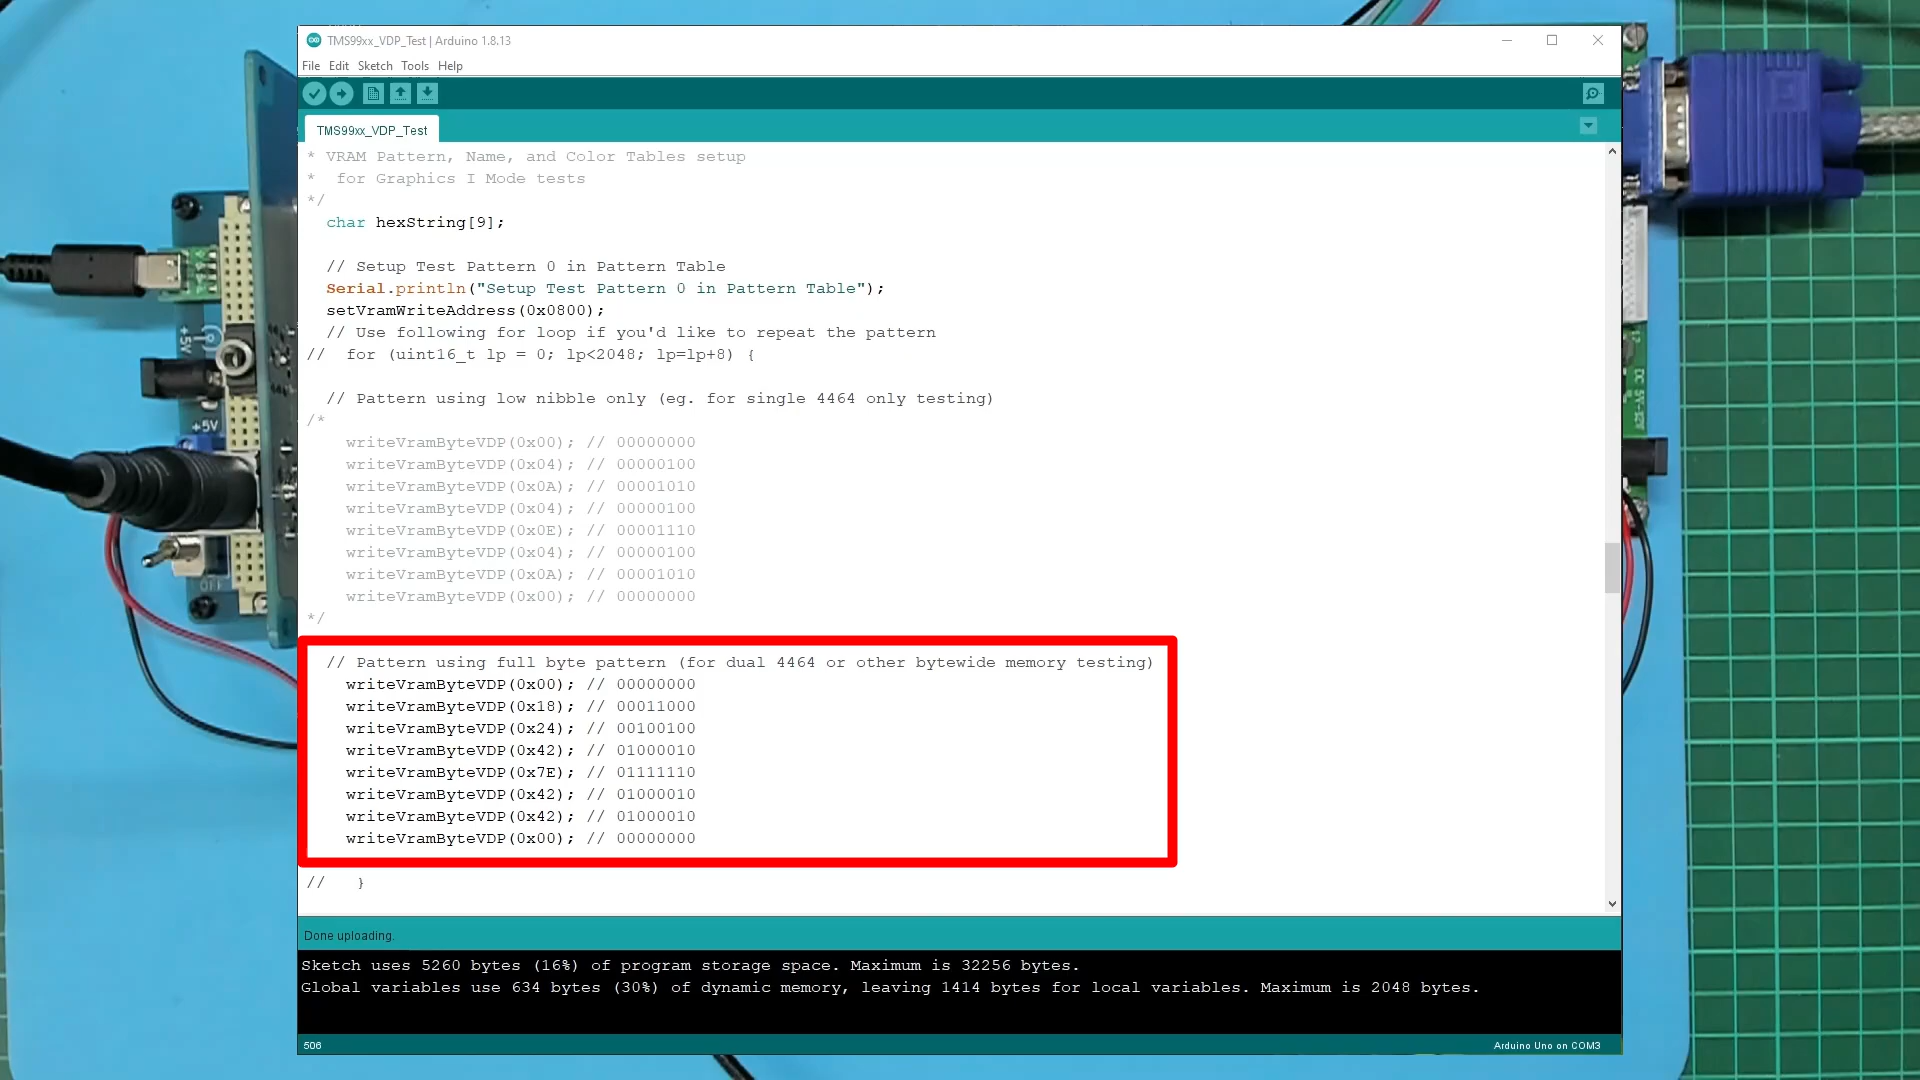 TMS99xx_VDP_Test | Arduino 1.8.13
File Edit Sketch Tools Help
TMS99xx_VDP_Test
* VRAM Pattern, Name, and Color Tables setup
*  for Graphics I Mode tests
*/
char hexString[9];
// Setup Test Pattern 0 in Pattern Table
Serial.println("Setup Test Pattern 0 in Pattern Table");
setVramWriteAddress(0x0800);
// Use following for loop if you'd like to repeat the pattern
//  for (uint16_t lp = 0; lp<2048; lp=lp+8) {
// Pattern using low nibble only (eg. for single 4464 only testing)
/*
writeVramByteVDP(0x00); // 00000000
writeVramByteVDP(0x04); // 00000100
writeVramByteVDP(0x0A); // 00001010
writeVramByteVDP(0x04); // 00000100
writeVramByteVDP(0x0E); // 00001110
writeVramByteVDP(0x04); // 00000100
writeVramByteVDP(0x0A); // 00001010
writeVramByteVDP(0x00); // 00000000
*/
// Pattern using full byte pattern (for dual 4464 or other bytewide memory testing)
writeVramByteVDP(0x00); // 00000000
writeVramByteVDP(0x18); // 00011000
writeVramByteVDP(0x24); // 00100100
writeVramByteVDP(0x42); // 01000010
writeVramByteVDP(0x7E); // 01111110
writeVramByteVDP(0x42); // 01000010
writeVramByteVDP(0x42); // 01000010
writeVramByteVDP(0x00); // 00000000
//   }
Done uploading.
Sketch uses 5260 bytes (16%) of program storage space. Maximum is 32256 bytes.
Global variables use 634 bytes (30%) of dynamic memory, leaving 1414 bytes for local variables. Maximum is 2048 bytes.
506
Arduino Uno on COM3
+5V
+5V
OFF